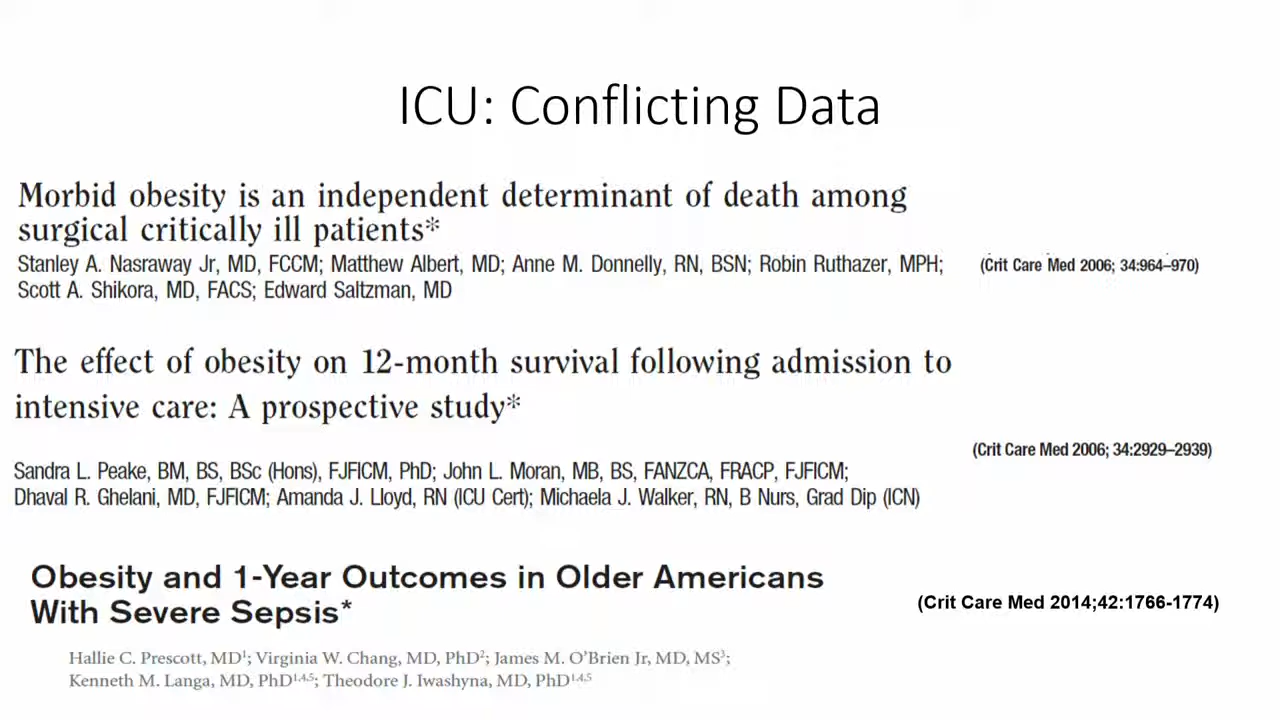 ICU: Conflicting Data
Morbid obesity is an independent determinant of death among
surgical critically ill patients*
Stanley A. Nasraway Jr, MD, FCCM; Matthew Albert, MD; Anne M. Donnelly, RN, BSN; Robin Ruthazer, MPH;
Scott A. Shikora, MD, FACS; Edward Saltzman, MD
(Crit Care Med 2006; 34:964–970)
The effect of obesity on 12-month survival following admission to
intensive care: A prospective study*
(Crit Care Med 2006; 34:2929–2939)
Sandra L. Peake, BM, BS, BSc (Hons), FJFICM, PhD; John L. Moran, MB, BS, FANZCA, FRACP, FJFICM;
Dhaval R. Ghelani, MD, FJFICM; Amanda J. Lloyd, RN (ICU Cert); Michaela J. Walker, RN, B Nurs, Grad Dip (ICN)
Obesity and 1-Year Outcomes in Older Americans
With Severe Sepsis*
(Crit Care Med 2014;42:1766-1774)
Hallie C. Prescott, MD¹; Virginia W. Chang, MD, PhD²; James M. O’Brien Jr, MD, MS³;
Kenneth M. Langa, MD, PhD¹,⁴,⁵; Theodore J. Iwashyna, MD, PhD¹,⁴,⁵